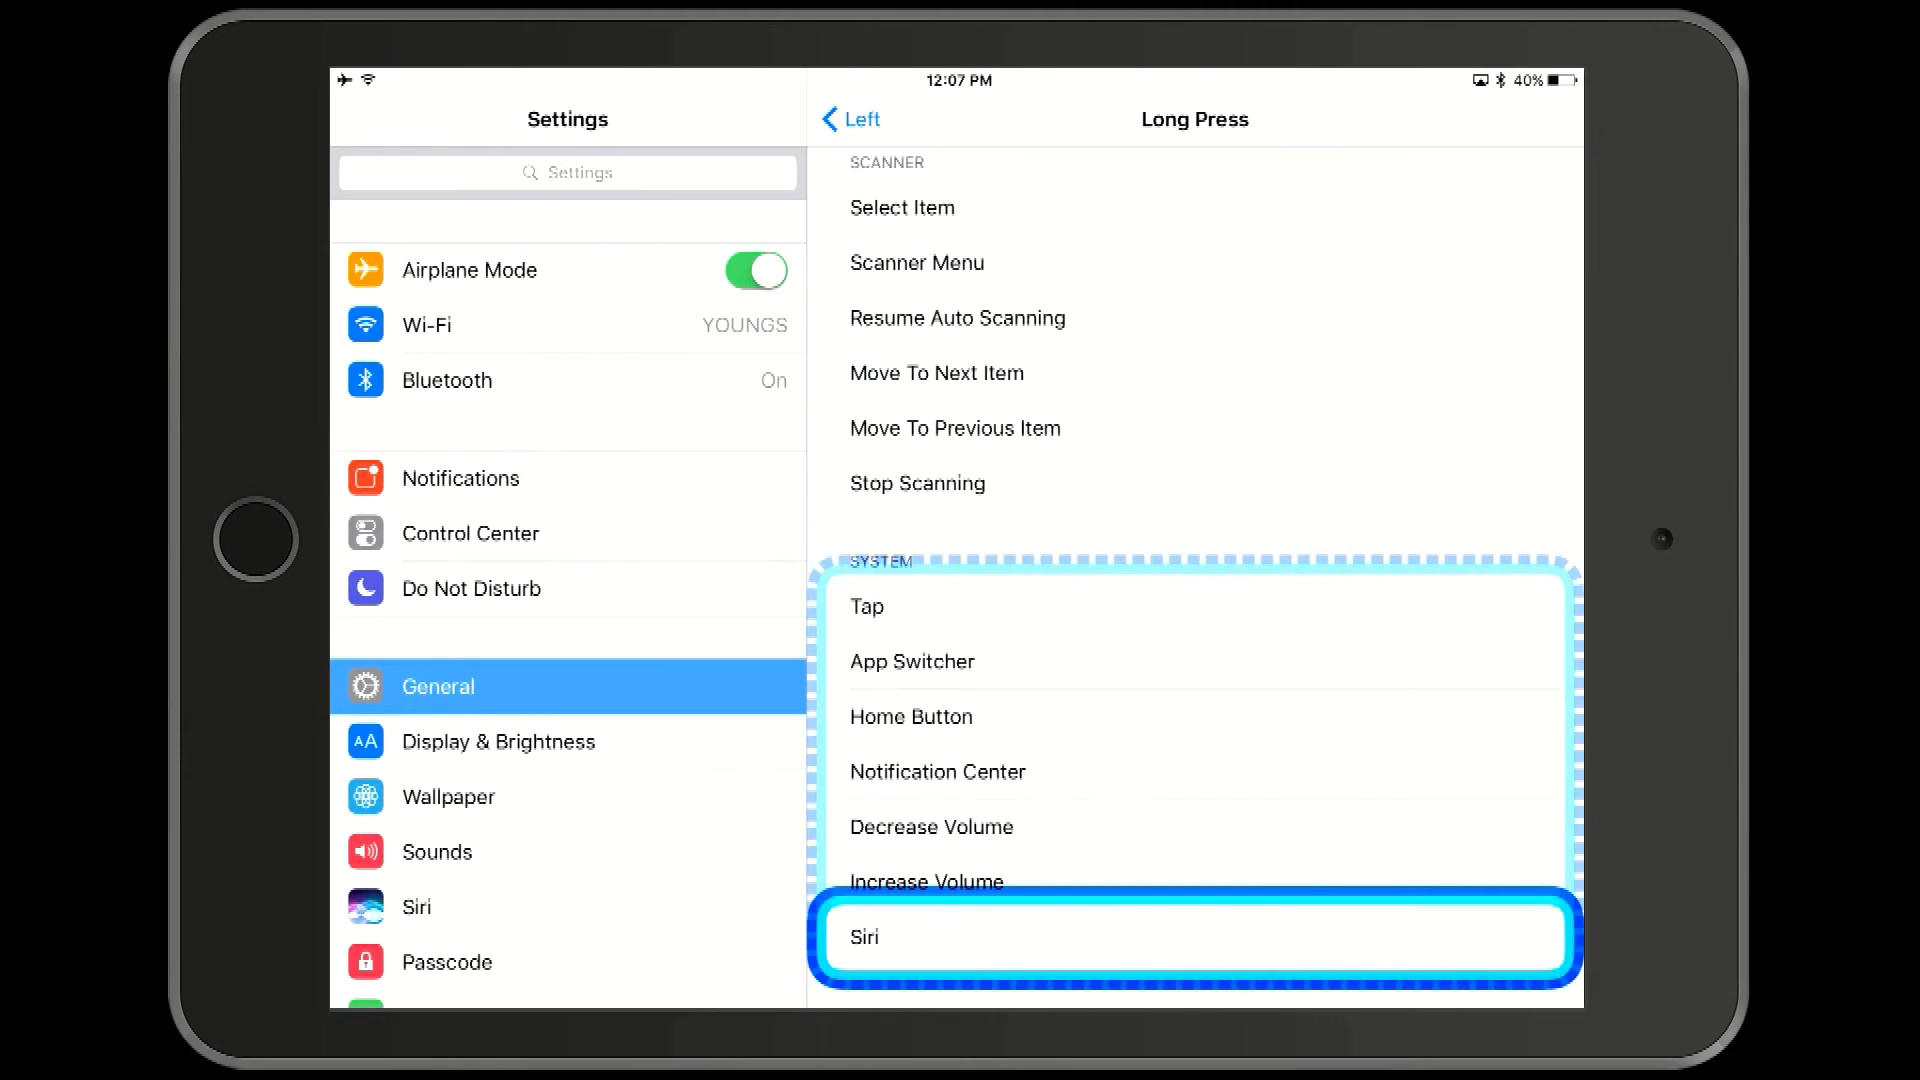 12:07 PM
40%
Settings
Left
Long Press
Settings
Airplane Mode
Wi-Fi
YOUNGS
Bluetooth
On
Notifications
Control Center
Do Not Disturb
General
AA
Display & Brightness
Wallpaper
Sounds
Siri
Passcode
SCANNER
Select Item
Scanner Menu
Resume Auto Scanning
Move To Next Item
Move To Previous Item
Stop Scanning
SYSTEM
Tap
App Switcher
Home Button
Notification Center
Decrease Volume
Increase Volume
Siri